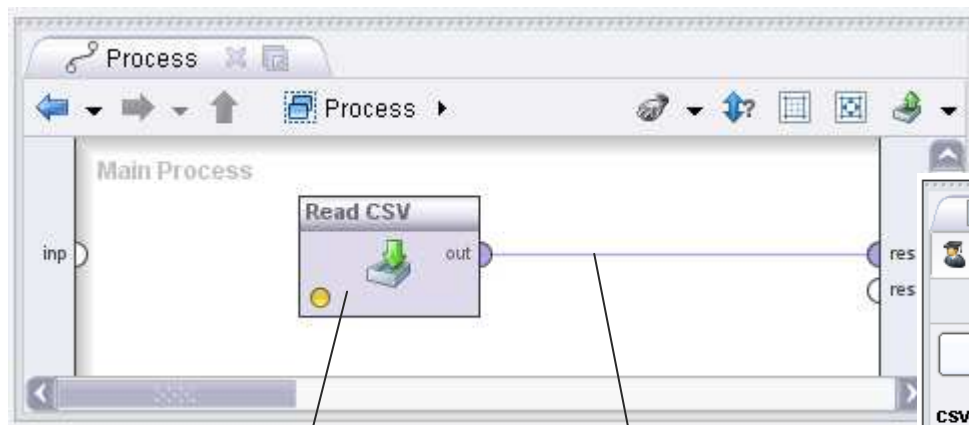 Process
Process
Main Process
Read CSV
inp
out
res
res
CSV